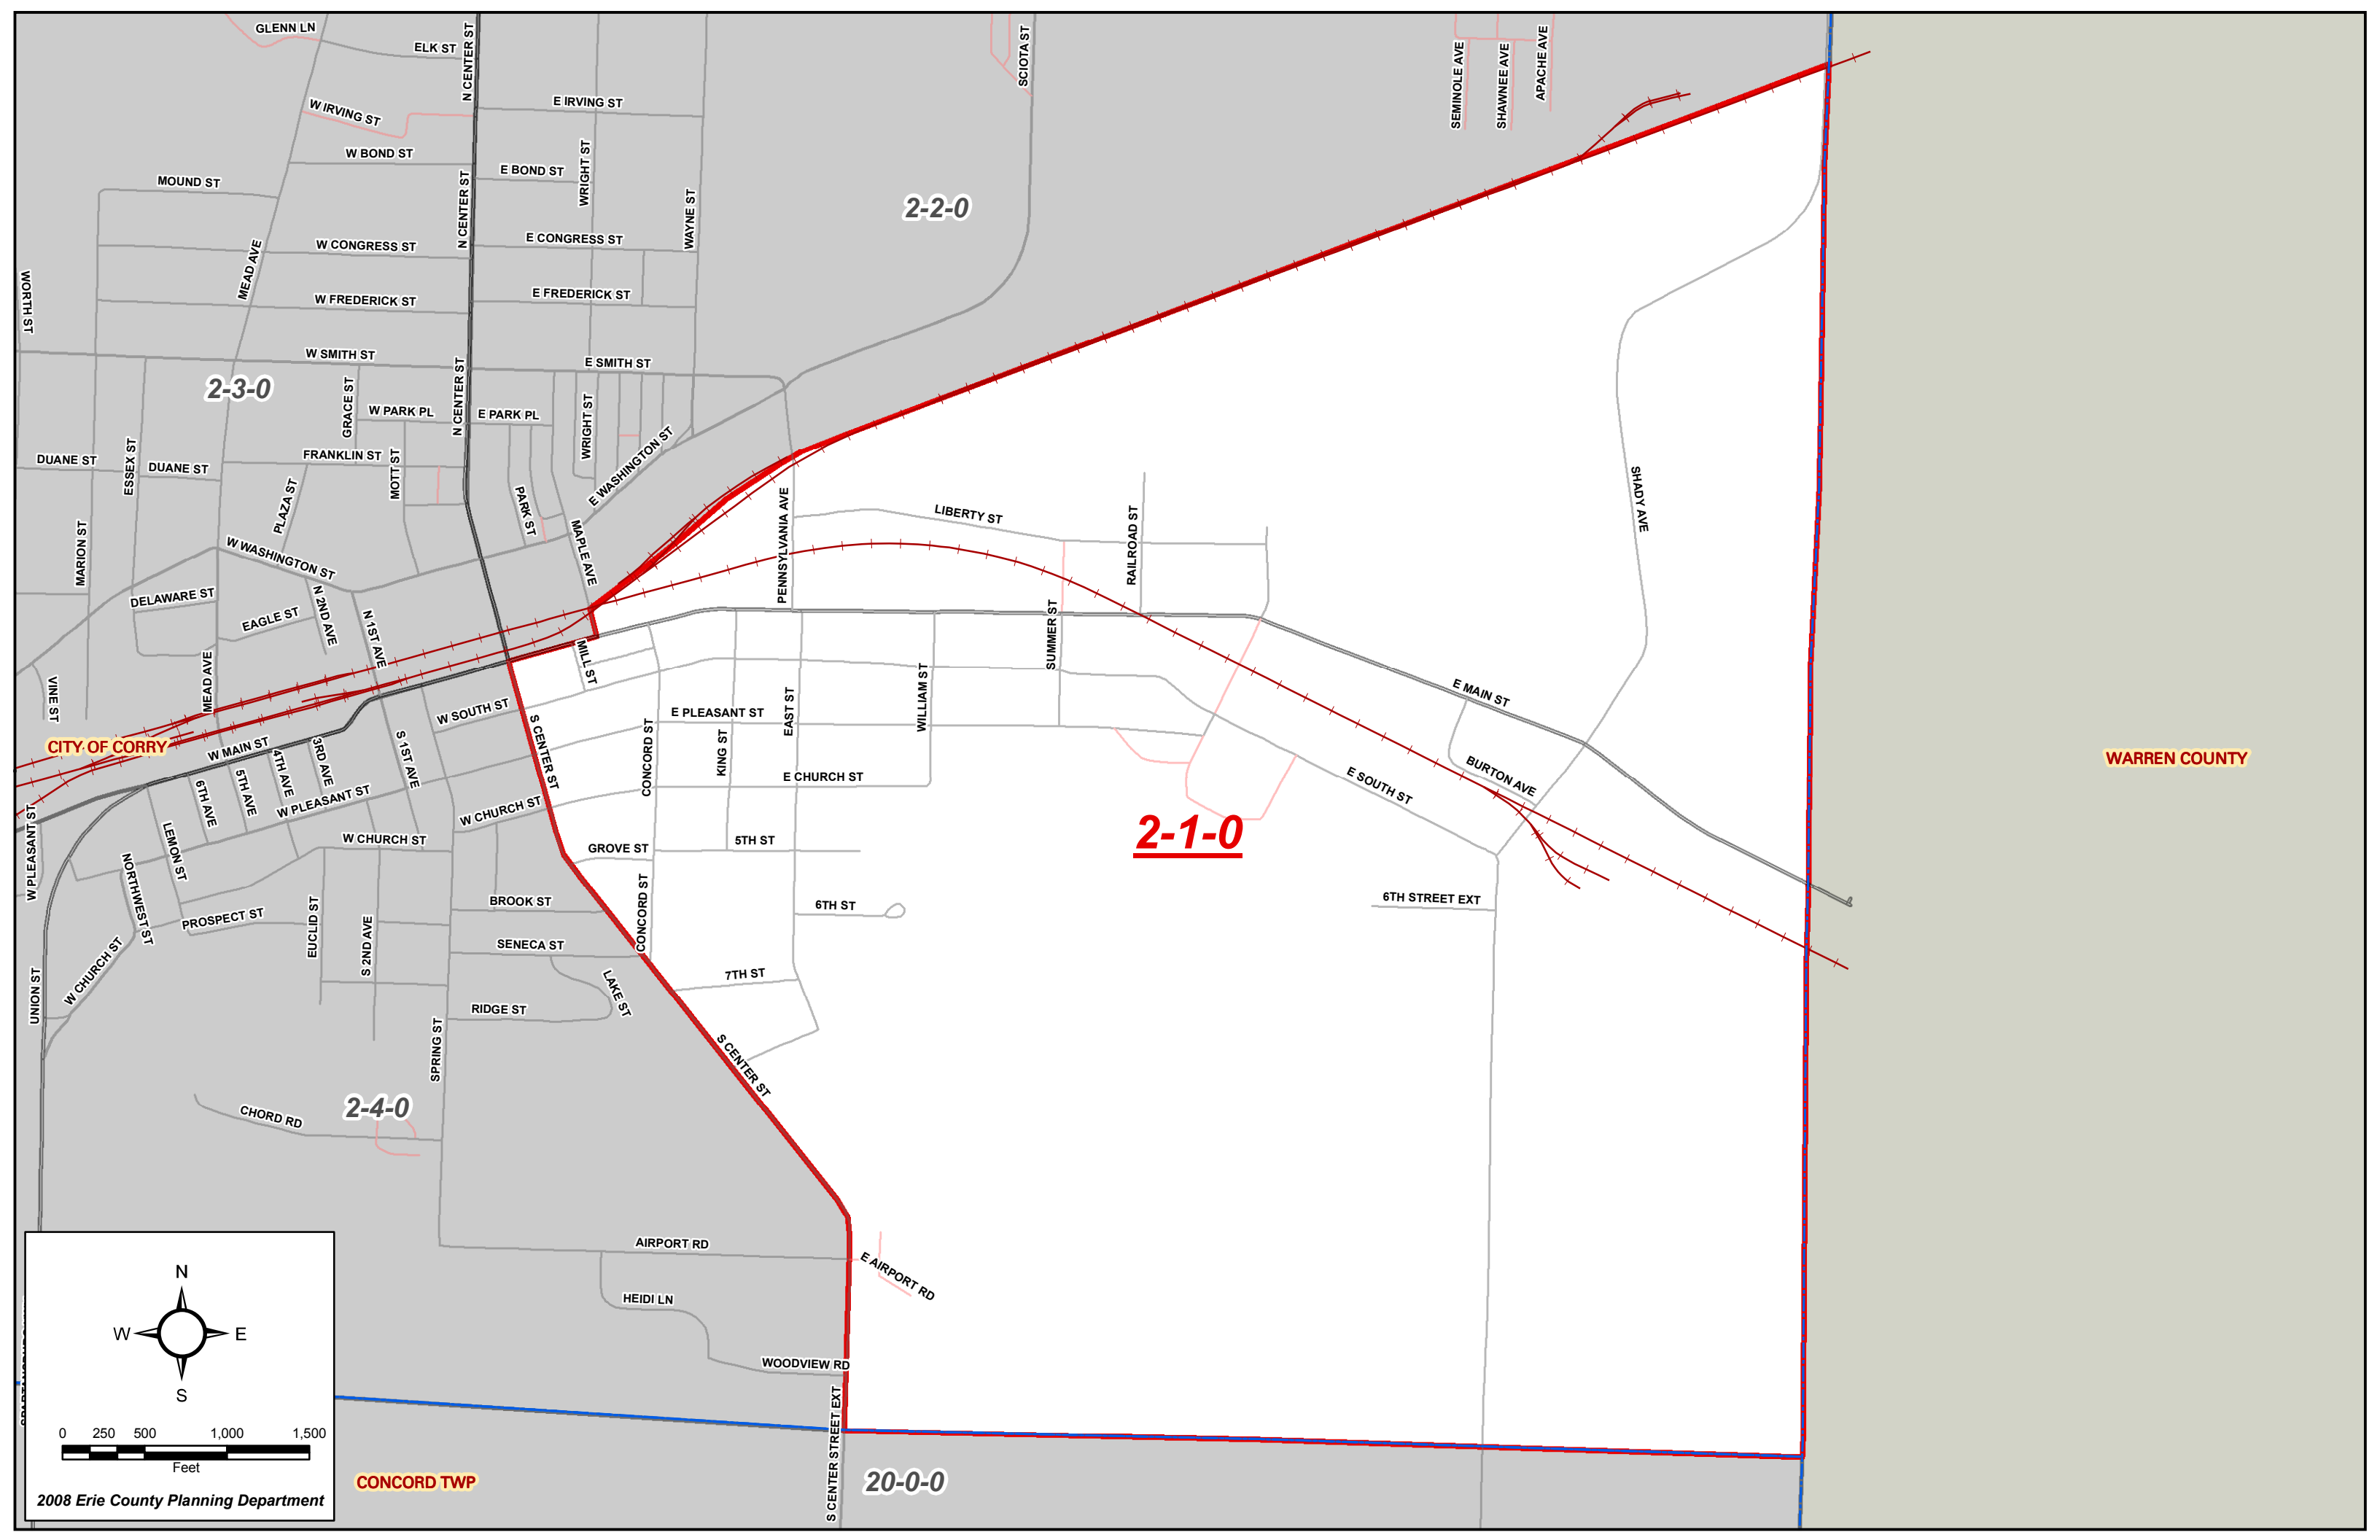 GLENN LN
ELK ST
N CENTER ST
SCIOTA ST
SEMINOLE AVE
SHAWNEE AVE
APACHE AVE
W IRVING ST
E IRVING ST
W BOND ST
E BOND ST
WRIGHT ST
MOUND ST
N CENTER ST
WAYNE ST
2-2-0
MEAD AVE
W CONGRESS ST
E CONGRESS ST
WORTH ST
W FREDERICK ST
E FREDERICK ST
W SMITH ST
E SMITH ST
2-3-0
GRACE ST
W PARK PL
N CENTER ST
E PARK PL
WRIGHT ST
E WASHINGTON ST
DUANE ST
ESSEX ST
DUANE ST
FRANKLIN ST
MOTT ST
PLAZA ST
PARK ST
MARION ST
W WASHINGTON ST
MAPLE AVE
PENNSYLVANIA AVE
LIBERTY ST
RAILROAD ST
SHADY AVE
DELAWARE ST
EAGLE ST
N 2ND AVE
N 1ST AVE
MILL ST
SUMMER ST
VINE ST
MEAD AVE
W SOUTH ST
S CENTER ST
E PLEASANT ST
EAST ST
WILLIAM ST
E MAIN ST
CITY OF CORRY
W MAIN ST
3RD AVE
4TH AVE
5TH AVE
6TH AVE
S 1ST AVE
CONCORD ST
KING ST
E CHURCH ST
E SOUTH ST
BURTON AVE
WARREN COUNTY
W PLEASANT ST
W PLEASANT ST
W CHURCH ST
LEMON ST
W CHURCH ST
GROVE ST
5TH ST
2-1-0
NORTHWEST ST
PROSPECT ST
EUCLID ST
S 2ND AVE
BROOK ST
CONCORD ST
6TH ST
6TH STREET EXT
SENECA ST
W CHURCH ST
UNION ST
LAKE ST
7TH ST
RIDGE ST
SPRING ST
S CENTER ST
CHORD RD
2-4-0
AIRPORT RD
E AIRPORT RD
HEIDI LN
WOODVIEW RD
S CENTER STREET EXT
CONCORD TWP
20-0-0
N
W E
S
0 250 500 1,000 1,500
Feet
2008 Erie County Planning Department